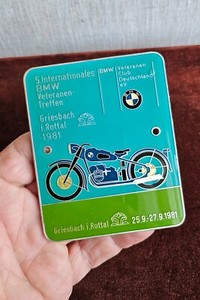 5. Internationales
BMW
Veteranen-
Treffen
Griesbach
i. Rottal
1981
BMW
Veteranen
Club
Deutschland
e.V.
BMW
Griesbach i. Rottal
25.9.-27.9.1981